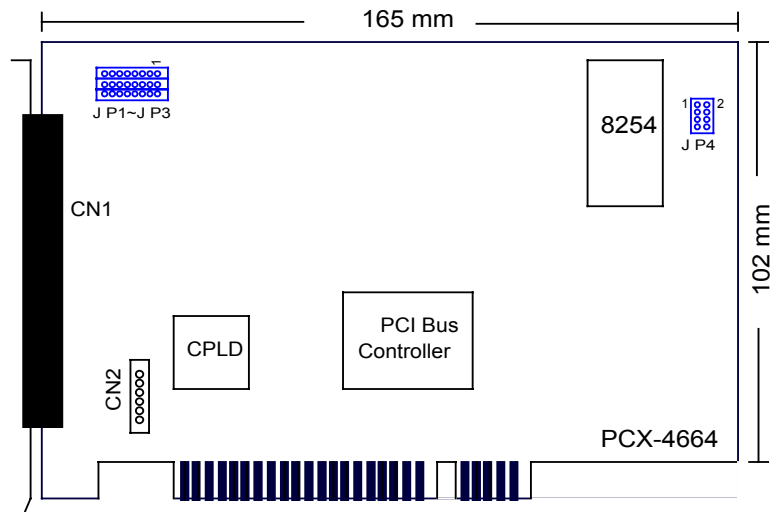 165 mm
1
J P1~J P3
8254
1 2
J P4
CN1
102 mm
PCI Bus
Controller
CPLD
CN2
PCX-4664